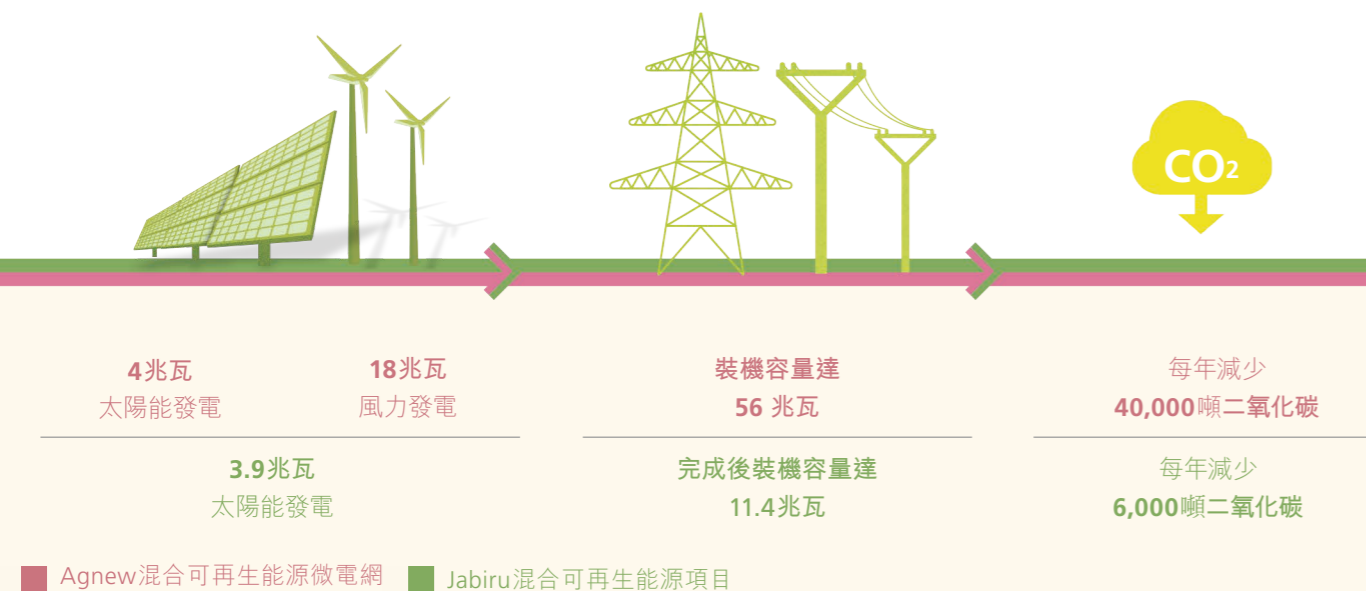 CO2
4兆瓦
太陽能發電
18兆瓦
風力發電
裝機容量達
56 兆瓦
每年減少
40,000噸二氧化碳
3.9兆瓦
太陽能發電
完成後裝機容量達
11.4兆瓦
每年減少
6,000噸二氧化碳
Agnew混合可再生能源微電網
Jabiru混合可再生能源項目